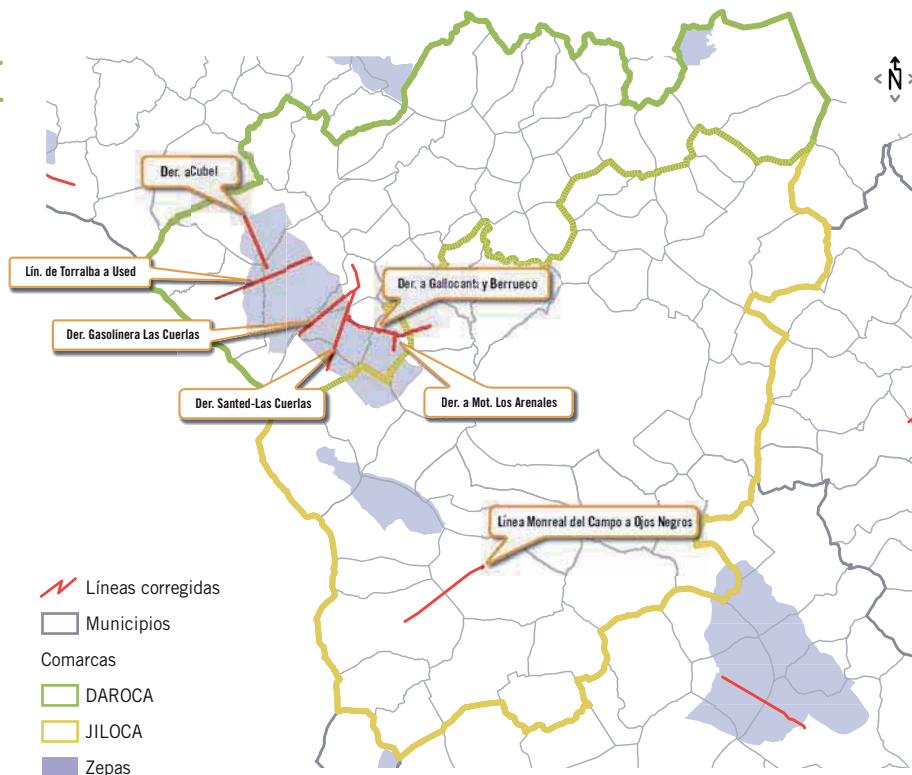 N
Der. aCubel
Lín. de Torralba a Used
Der. a Gallocanta y Berrueco
Der. Gasolinera Las Cuerlas
Der. Santed-Las Cuerlas
Der. a Mot. Los Arenales
Línea Monreal del Campo a Ojos Negros
Líneas corregidas
Municipios
Comarcas
DAROCA
JILOCA
Zepas